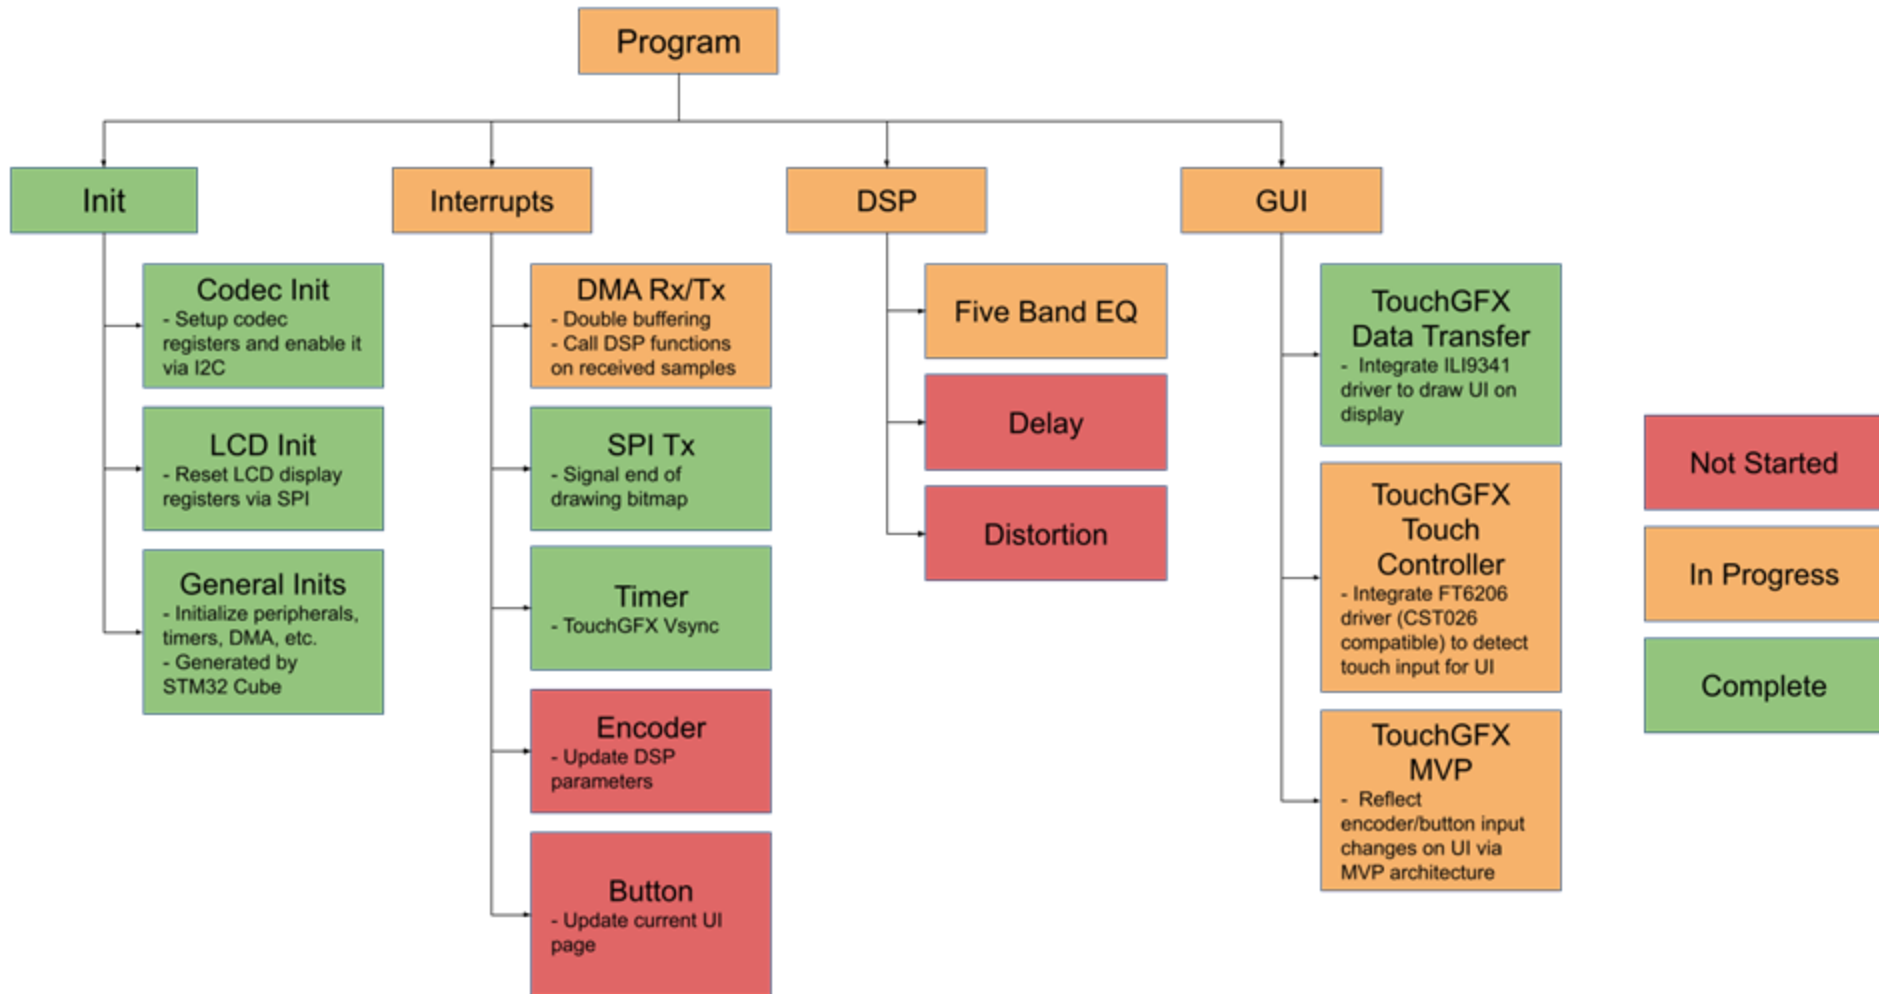 Program
Init
Interrupts
DSP
GUI
Codec Init
- Setup codec
registers and enable it
via I2C
LCD Init
- Reset LCD display
registers via SPI
General Inits
- Initialize peripherals,
timers, DMA, etc.
- Generated by
STM32 Cube
DMA Rx/Tx
- Double buffering
- Call DSP functions
on received samples
SPI Tx
- Signal end of
drawing bitmap
Timer
- TouchGFX Vsync
Encoder
- Update DSP
parameters
Button
- Update current UI
page
Five Band EQ
Delay
Distortion
TouchGFX
Data Transfer
- Integrate ILI9341
driver to draw UI on
display
TouchGFX
Touch
Controller
- Integrate FT6206
driver (CST026
compatible) to detect
touch input for UI
TouchGFX
MVP
- Reflect
encoder/button input
changes on UI via
MVP architecture
Not Started
In Progress
Complete